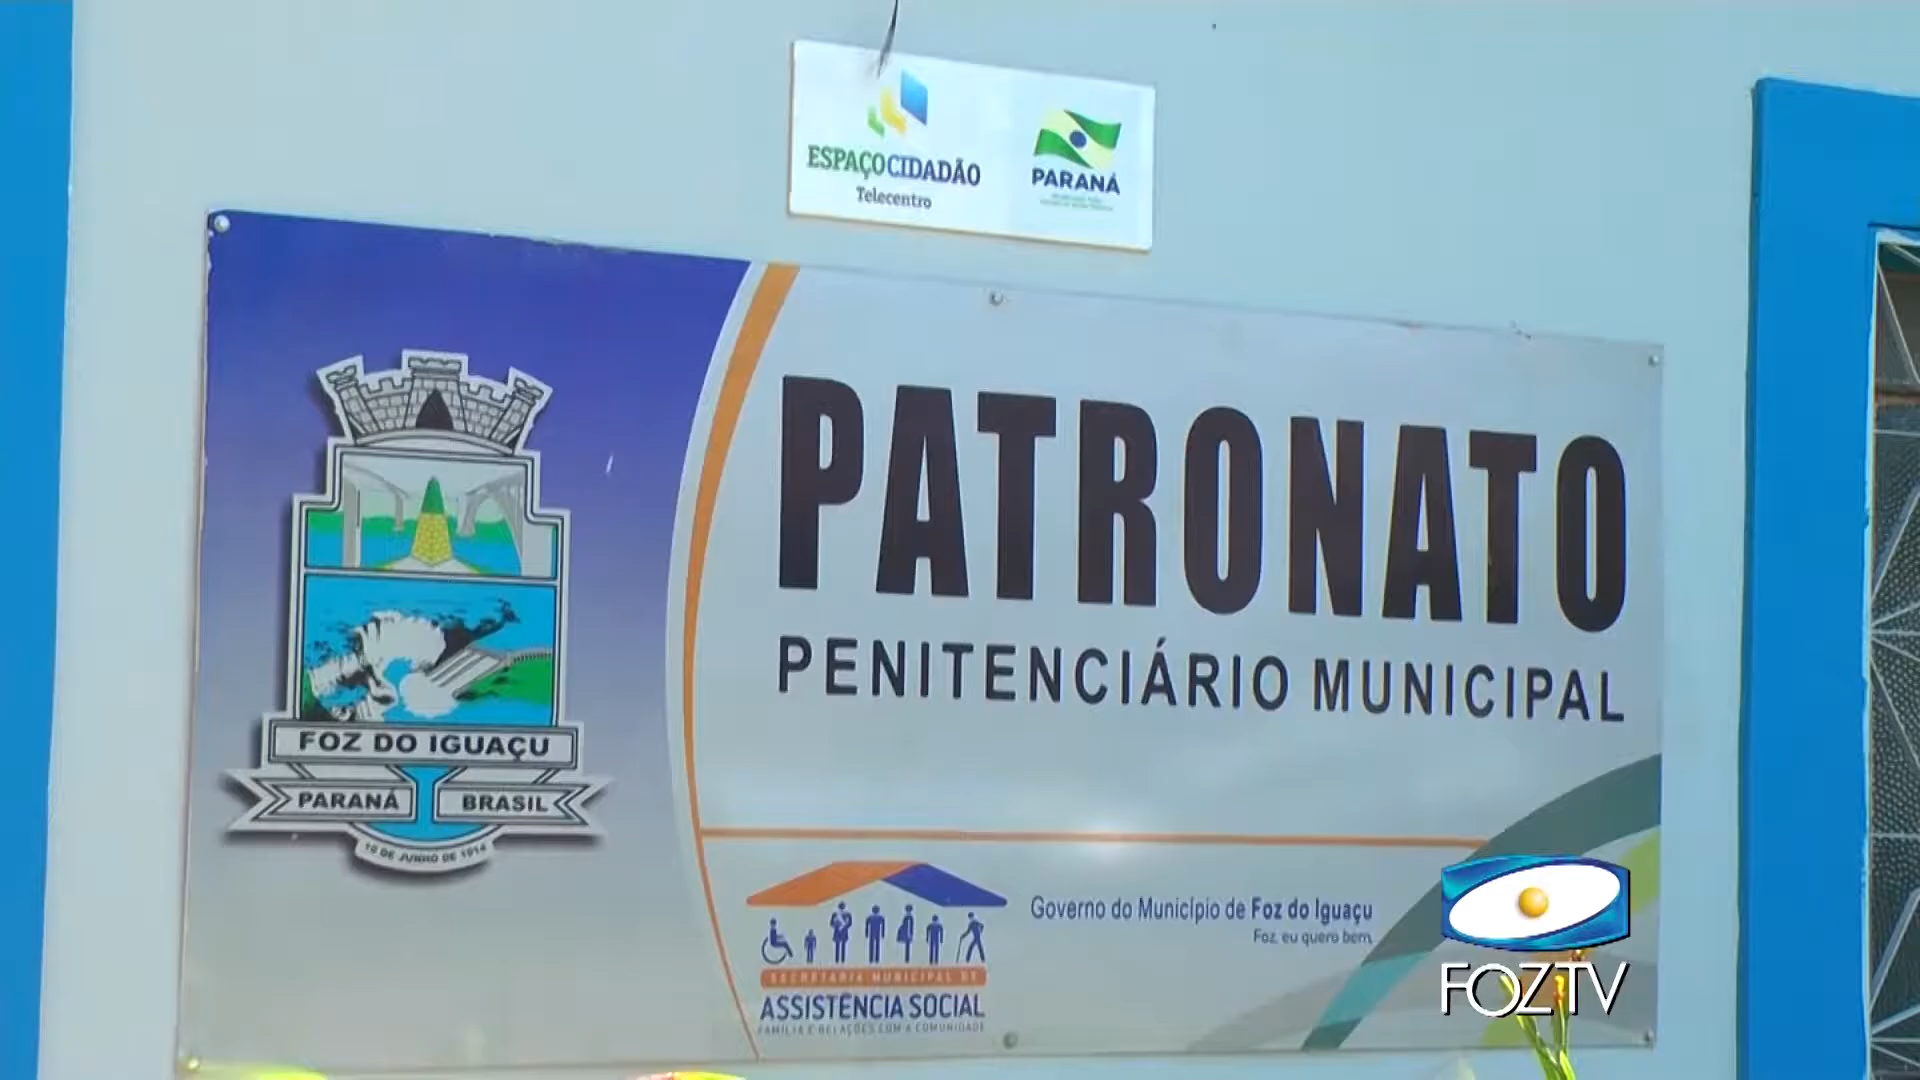 ESPAÇOCIDADÃO
Telecentro
PARANÁ
PATRONATO
PENITENCIÁRIO MUNICIPAL
FOZ DO IGUAÇU
PARANÁ
BRASIL
10 DE JUNHO DE 1914
SECRETARIA MUNICIPAL DE
ASSISTÊNCIA SOCIAL
FAMÍLIA E RELAÇÕES COM A COMUNIDADE
Governo do Município de Foz do Iguaçu
Foz, eu quero bem.
FOZTV